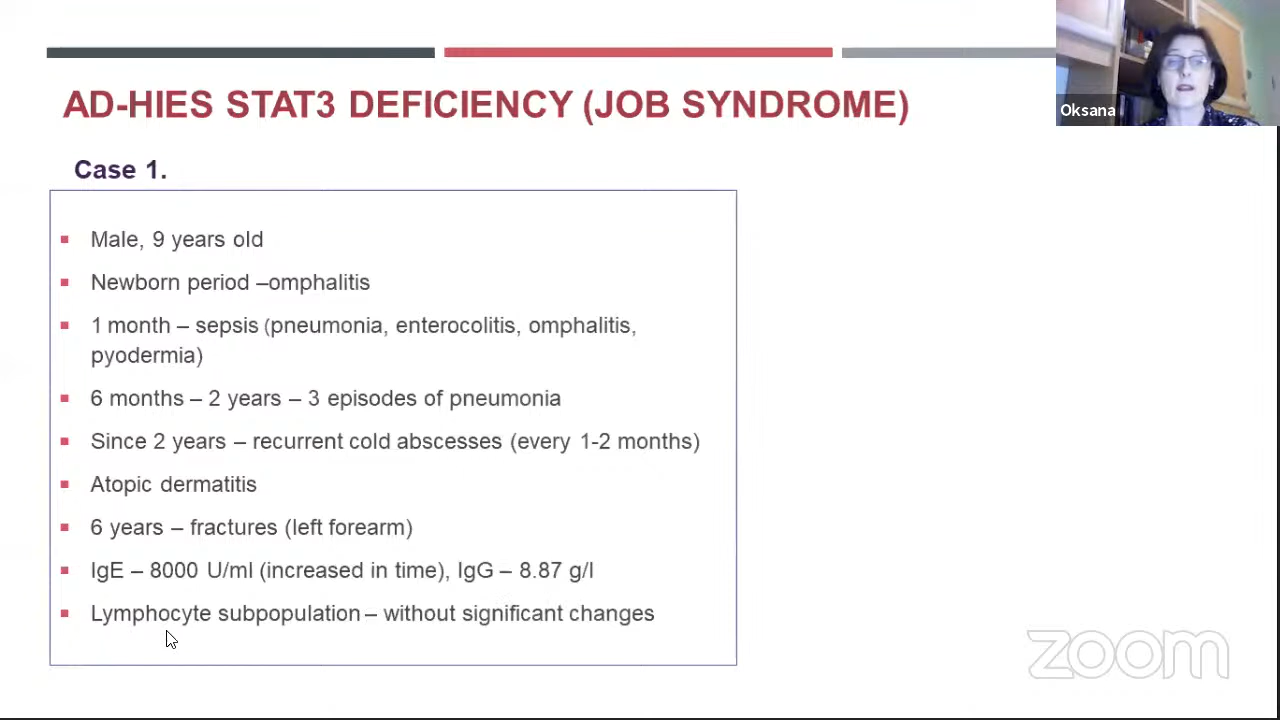 AD-HIES STAT3 DEFICIENCY (JOB SYNDROME)
Oksana
Case 1.
▪ Male, 9 years old
▪ Newborn period –omphalitis
▪ 1 month – sepsis (pneumonia, enterocolitis, omphalitis,
pyodermia)
▪ 6 months – 2 years – 3 episodes of pneumonia
▪ Since 2 years – recurrent cold abscesses (every 1-2 months)
▪ Atopic dermatitis
▪ 6 years – fractures (left forearm)
▪ IgE – 8000 U/ml (increased in time), IgG – 8.87 g/l
▪ Lymphocyte subpopulation – without significant changes
zoom